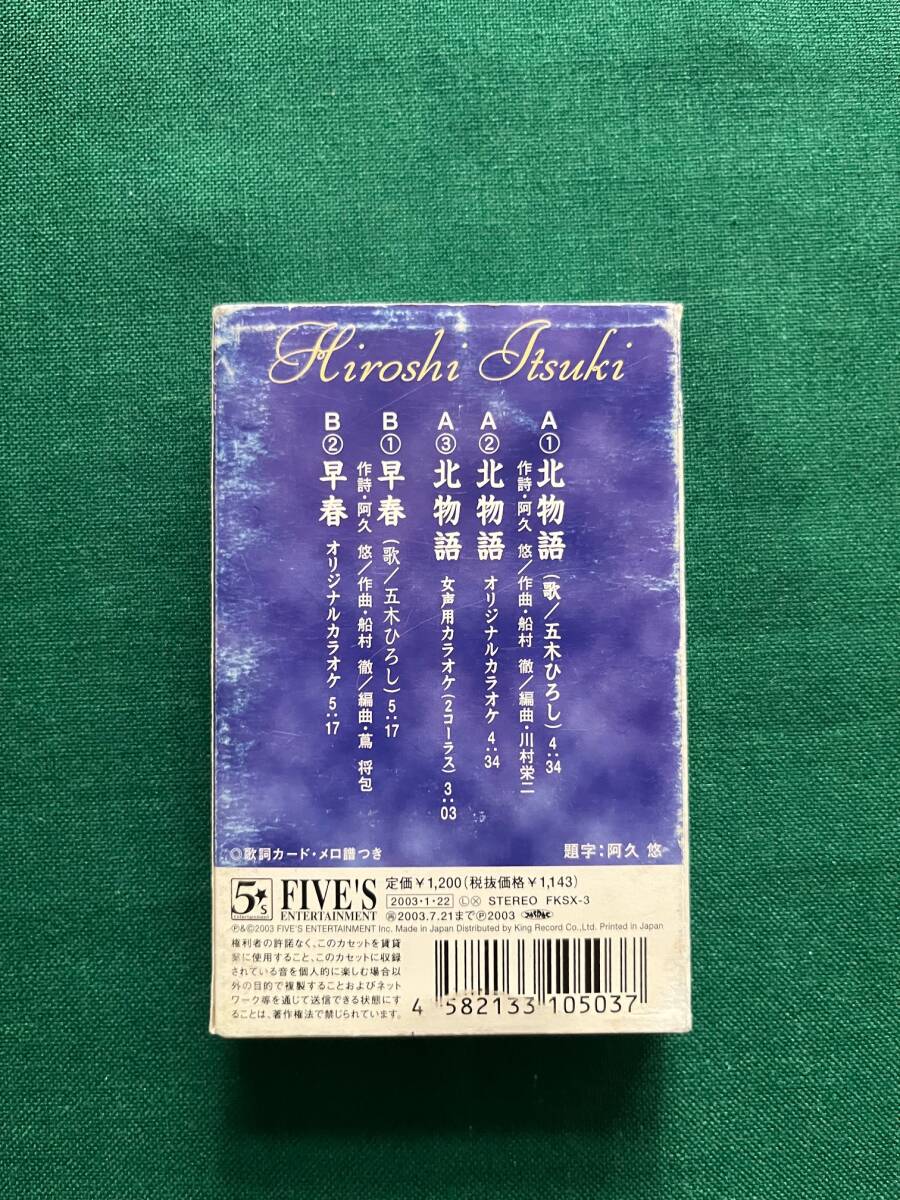 Hiroshi Itsuki
A①北物語(歌/五木ひろし)4:34
作詩・阿久 悠/作曲・船村 徹/編曲・川村栄二
A②北物語 オリジナルカラオケ 4:34
A③北物語 女声用カラオケ(2コーラス)3:03
B①早春(歌/五木ひろし)5:17
作詩・阿久 悠/作曲・船村 徹/編曲・蔦 将包
B②早春 オリジナルカラオケ 5:17
◎歌詞カード・メロ譜つき
題字:阿久 悠
5★'s
Entertainment
FIVE'S
ENTERTAINMENT
定価¥1,200(税抜価格¥1,143)
2003・1・22 Ⓛ Ⓧ STEREO FKSX-3
㊢2003.7.21まで Ⓟ2003
Ⓟ&©2003 FIVE'S ENTERTAINMENT Inc. Made in Japan Distributed by King Record Co.,Ltd. Printed in Japan
権利者の許諾なく、このカセットを賃貸
業に使用すること、このカセットに収録
されている音を個人的に楽しむ場合以
外の目的で複製することおよびネット
ワーク等を通じて送信できる状態にす
ることは、著作権法で禁じられています。
4 582133 105037